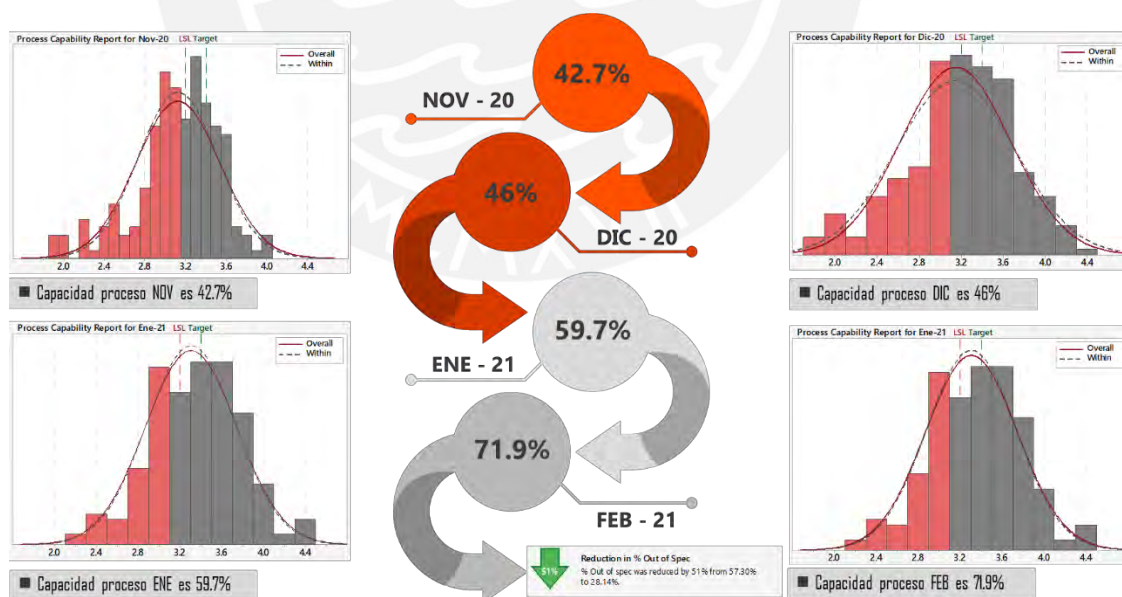 Process Capability Report for Nov-20 LSL Target
Overall
Within
2.0 2.4 2.8 3.2 3.6 4.0 4.4
Capacidad proceso NOV es 42.7%
Process Capability Report for Ene-21 LSL Target
Overall
Within
2.0 2.4 2.8 3.2 3.6 4.0 4.4
Capacidad proceso ENE es 59.7%
42.7%
NOV - 20
46%
DIC - 20
59.7%
ENE - 21
71.9%
FEB - 21
51%
Reduction in % Out of Spec
% Out of spec was reduced by 51% from 57.30%
to 28.14%.
Process Capability Report for Dic-20 LSL Target
Overall
Within
2.0 2.4 2.8 3.2 3.6 4.0 4.4
Capacidad proceso DIC es 46%
Process Capability Report for Ene-21 LSL Target
Overall
Within
2.0 2.4 2.8 3.2 3.6 4.0 4.4
Capacidad proceso FEB es 71.9%